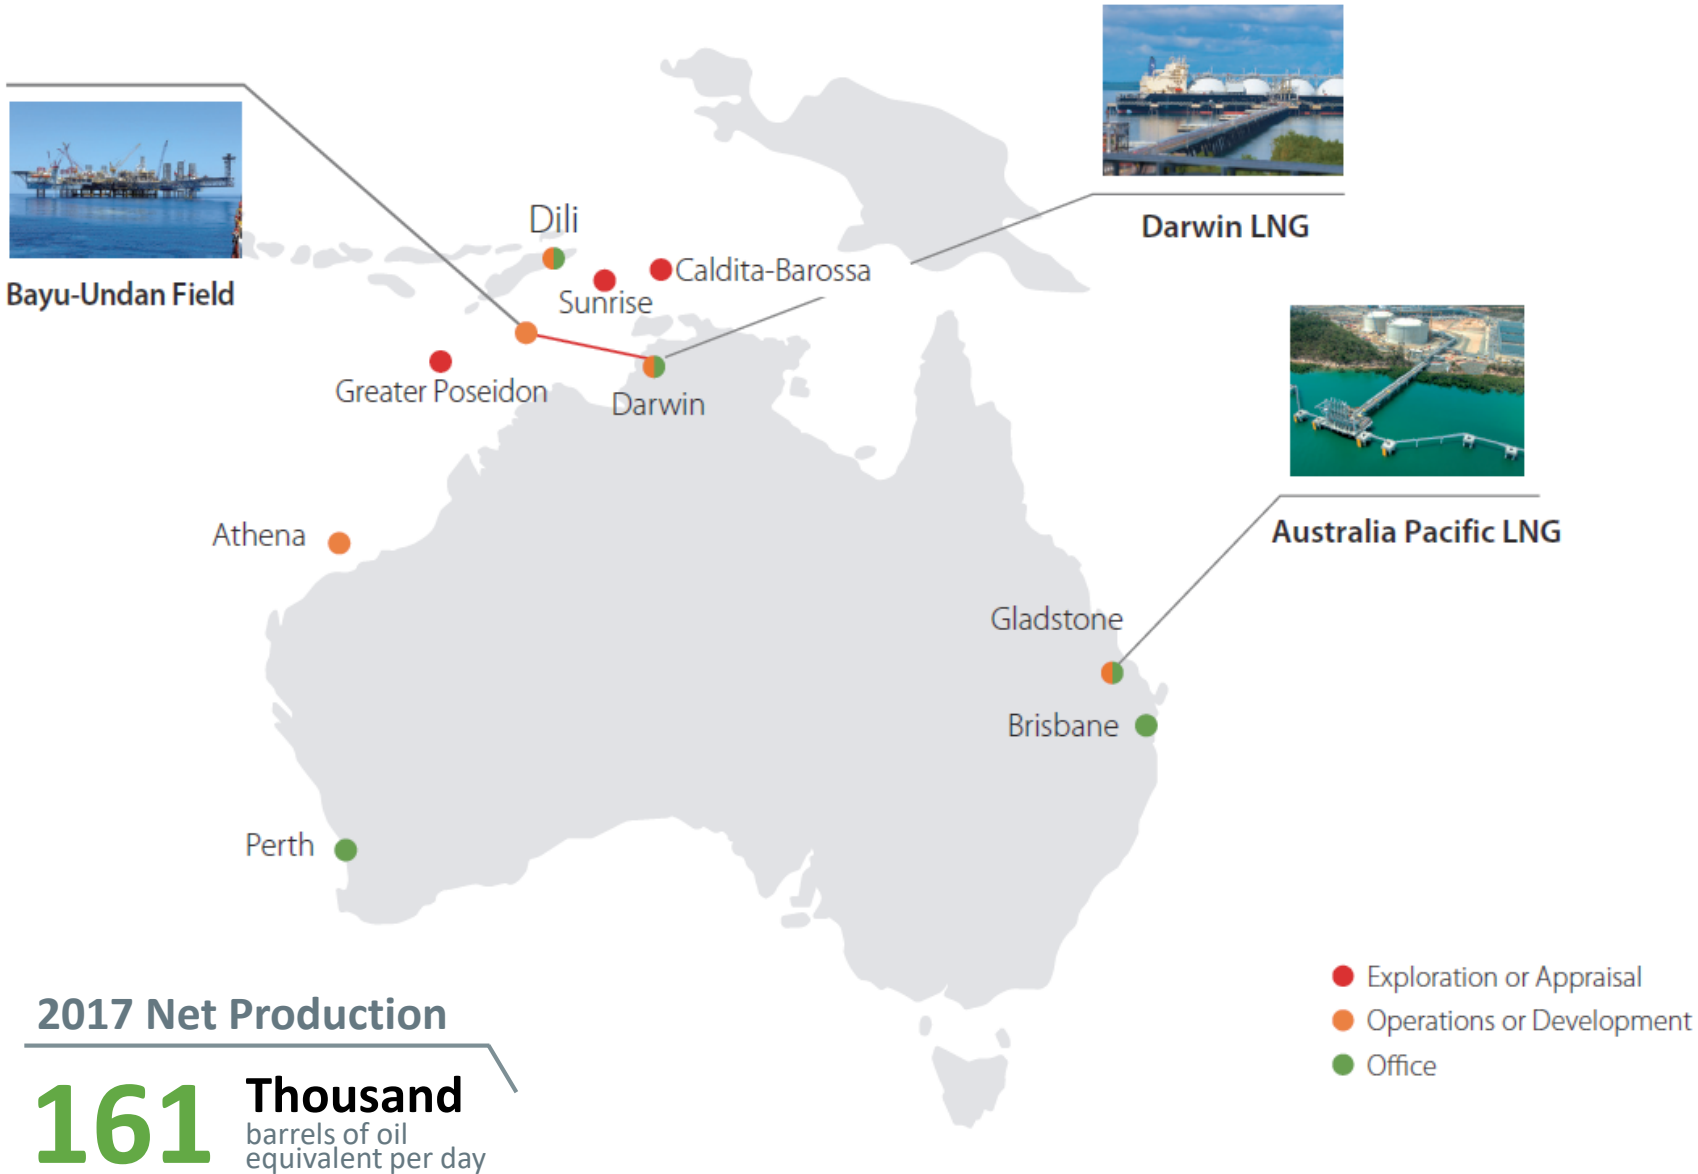 Darwin LNG
Dili
Caldita-Barossa
Sunrise
Bayu-Undan Field
Greater Poseidon
Darwin
Athena
Australia Pacific LNG
Gladstone
Brisbane
Perth
Exploration or Appraisal
Operations or Development
Office
2017 Net Production
161
Thousand
barrels of oil
equivalent per day